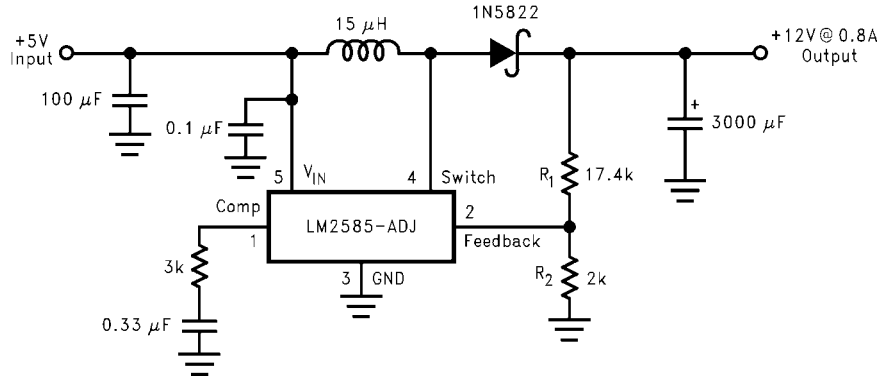 +5V
Input
15 μH
1N5822
+12V @ 0.8A
Output
100 μF
0.1 μF
+
3000 μF
5
VIN
4
Switch
R1
17.4k
Comp
1
LM2585-ADJ
2
Feedback
3k
3
GND
R2
2k
0.33 μF